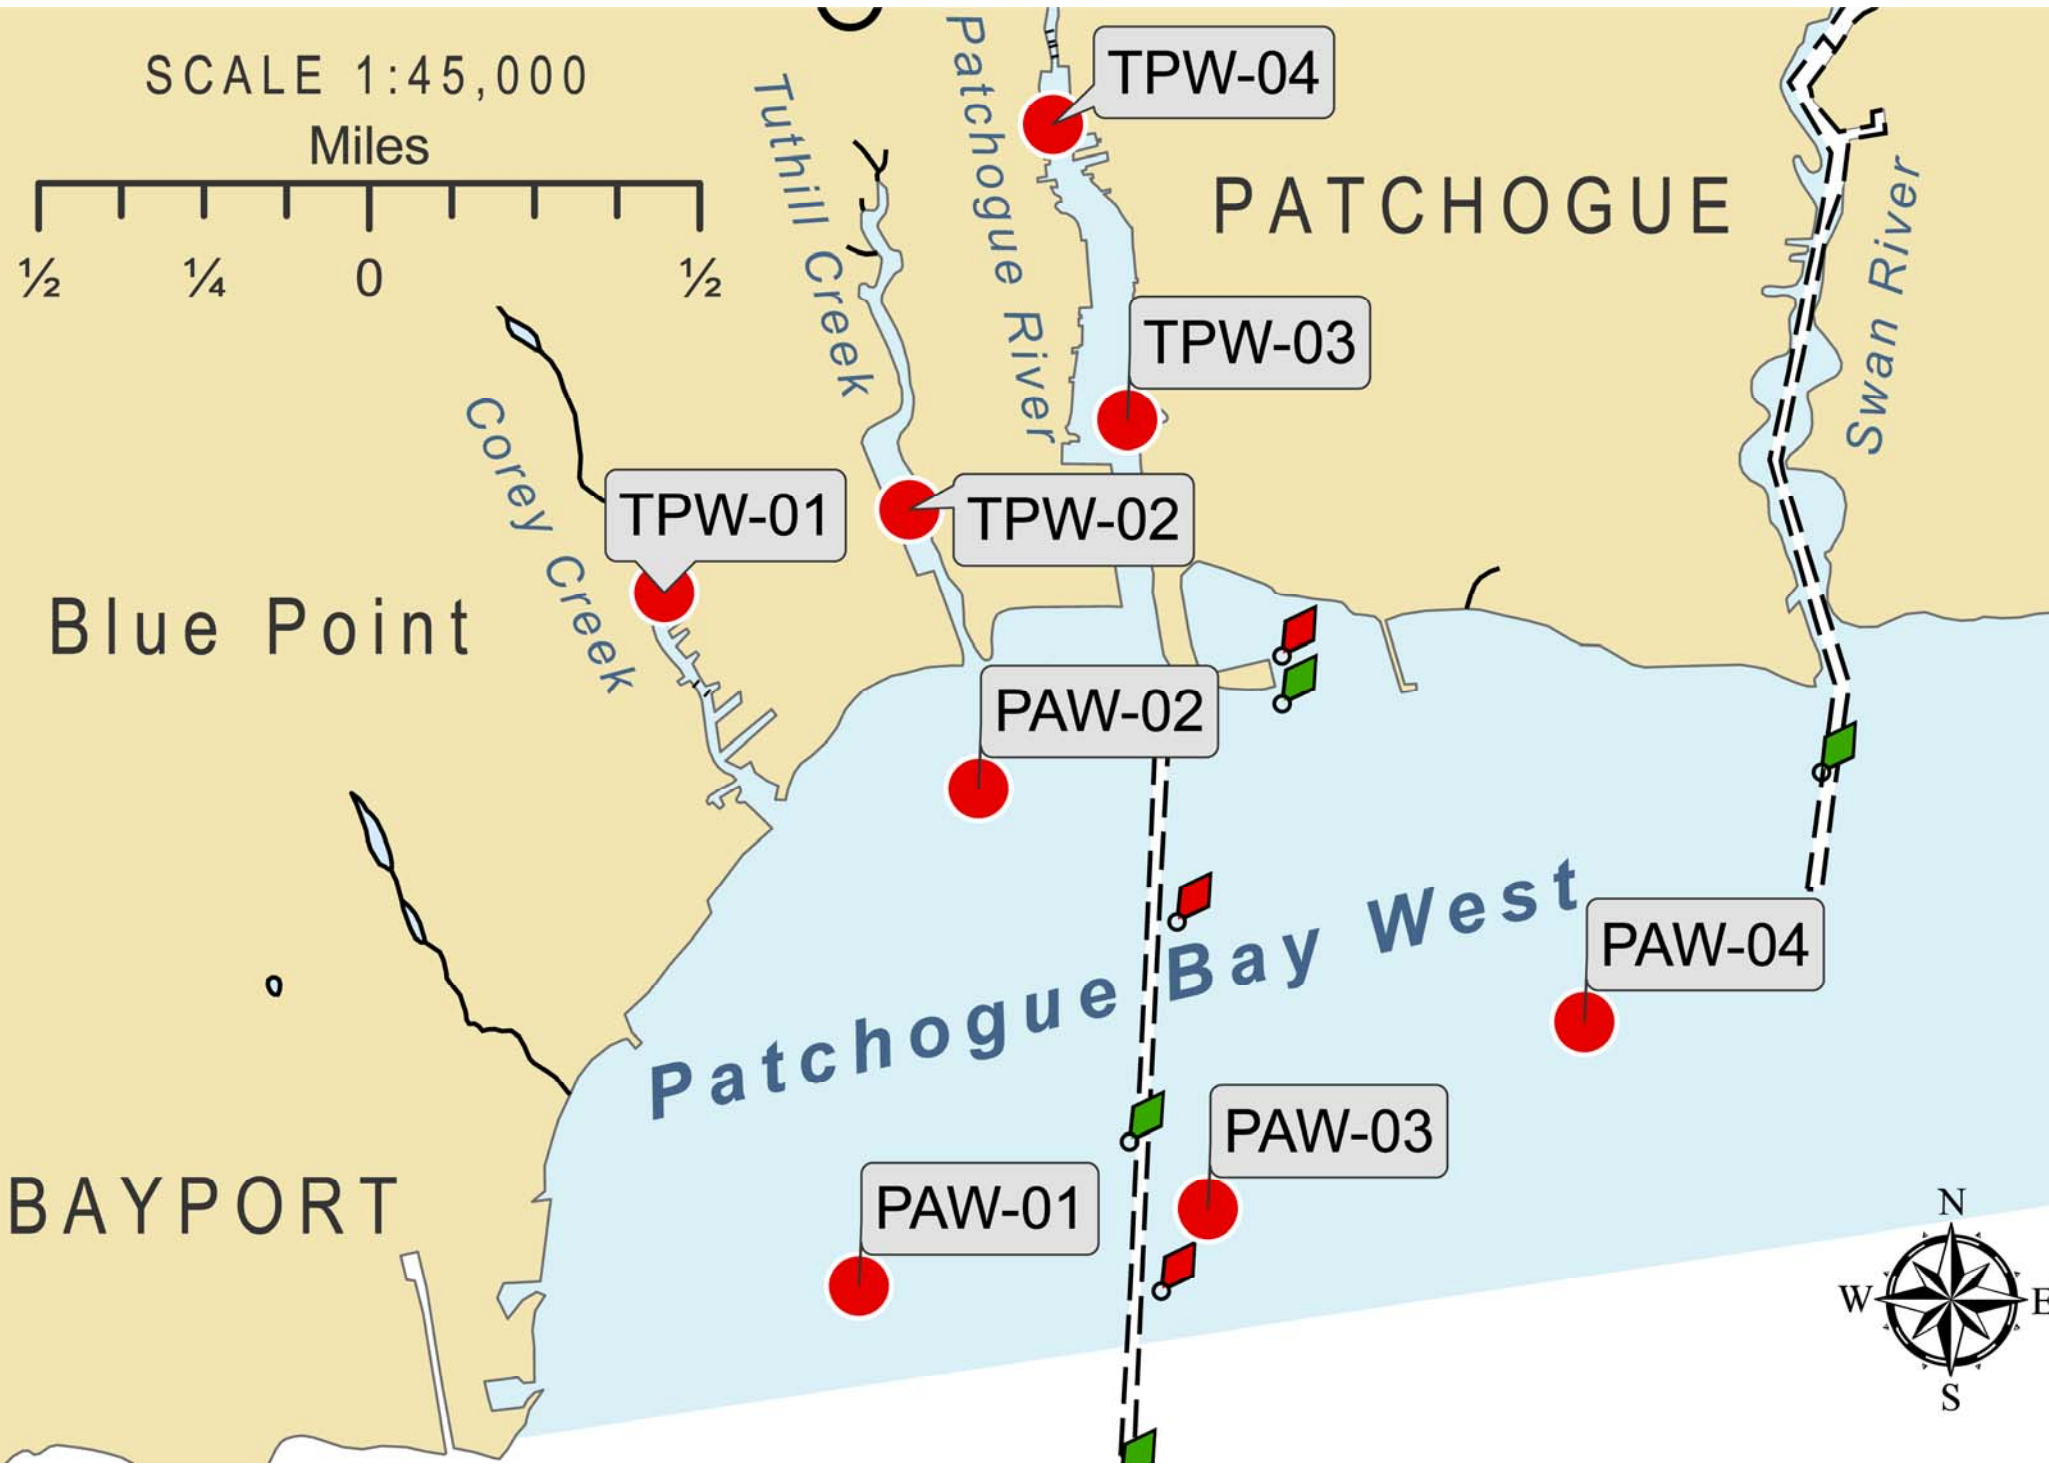 SCALE 1:45,000
Miles
½ ¼ 0 ½
Tuthill Creek
Patchogue River
TPW-04
PATCHOGUE
Swan River
TPW-03
Corey Creek
TPW-01
TPW-02
Blue Point
PAW-02
Patchogue Bay West
PAW-04
PAW-03
PAW-01
BAYPORT
N
W E
S